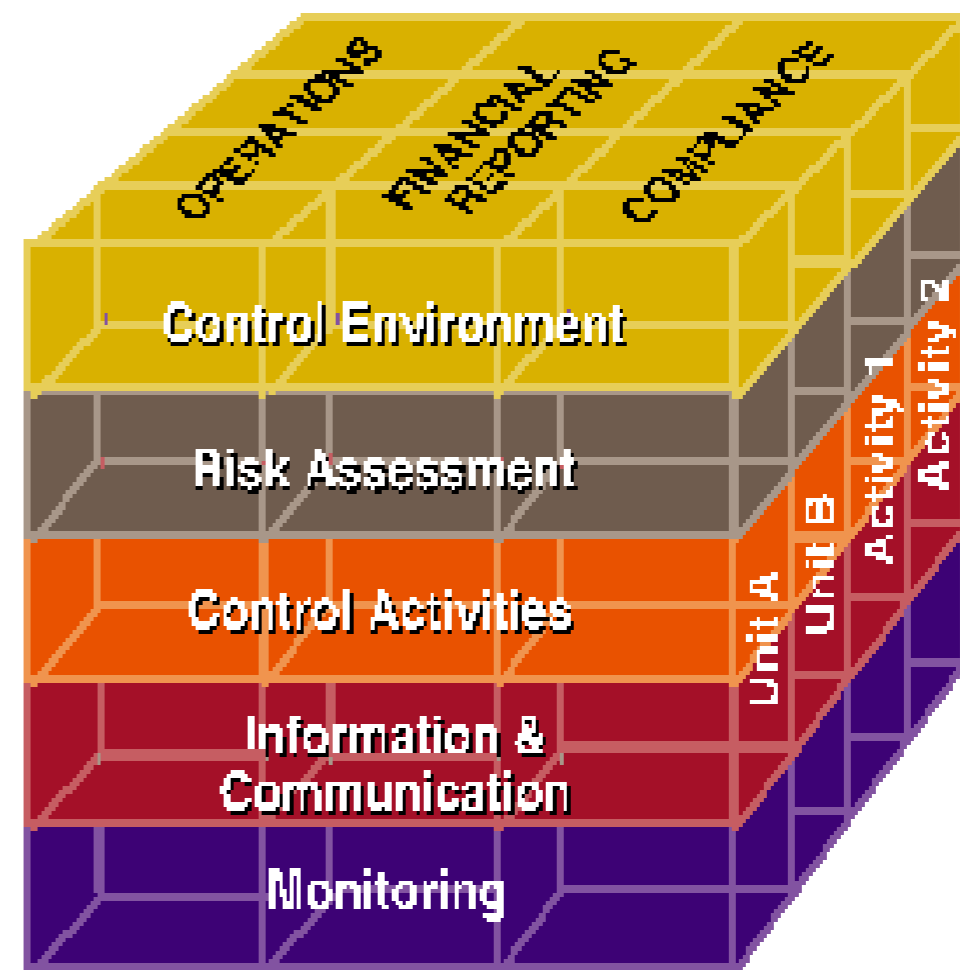 OPERATIONS
FINANCIAL
REPORTING
COMPLIANCE
Control Environment
Risk Assessment
Control Activities
Information &
Communication
Monitoring
Unit A
Unit B
Activity 1
Activity 2